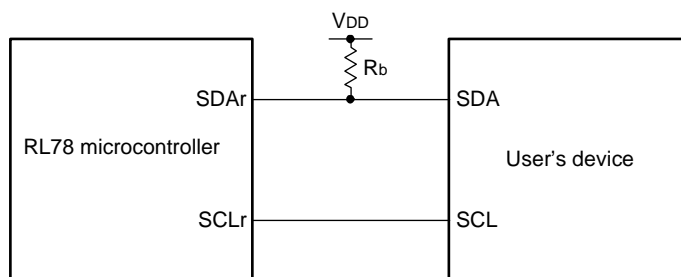 VDD
Rb
SDAr
SDA
RL78 microcontroller
User's device
SCLr
SCL